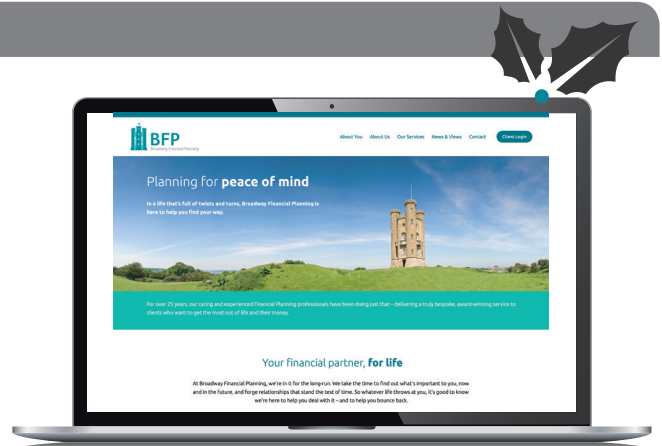 BFP
Broadway Financial Planning
About You About Us Our Services News & Views Contact Client Login
Planning for peace of mind
In a life that's full of twists and turns, Broadway Financial Planning is
here to help you find your way.
For over 25 years, our caring and experienced Financial Planning professionals have been doing just that – delivering a truly bespoke, award-winning service to
clients who want to get the most out of life and their money.
Your financial partner, for life
At Broadway Financial Planning, we're in it for the long-run. We take the time to find out what's important to you, now
and in the future, and forge relationships that stand the test of time. So whatever life throws at you, it's good to know
we're here to help you deal with it – and to help you bounce back.